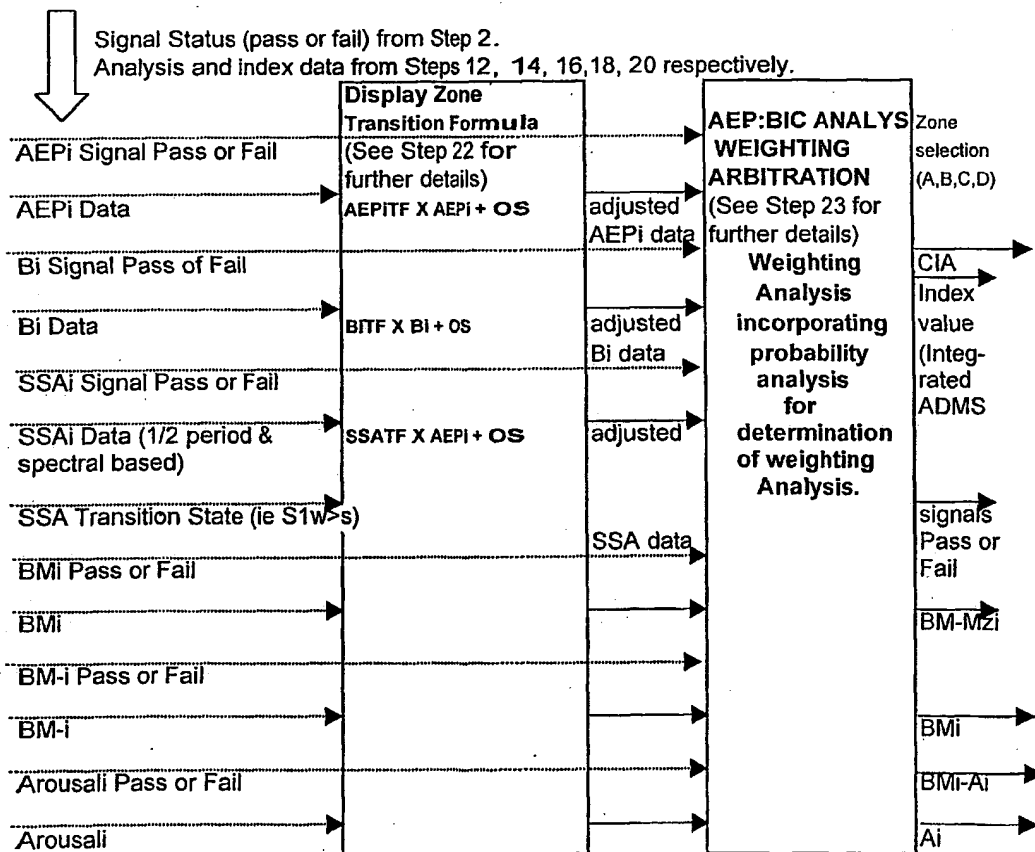 Signal Status (pass or fail) from Step 2.
Analysis and index data from Steps 12, 14, 16,18, 20 respectively.
Display Zone
Transition Formula
(See Step 22 for
further details)
AEP:BIC ANALYS
WEIGHTING
ARBITRATION
(See Step 23 for
further details)
Weighting
Analysis
incorporating
probability
analysis
for
determination
of weighting
Analysis.
Zone
selection
(A,B,C,D)
AEPi Signal Pass or Fail
AEPi Data
AEPiTF X AEPi + OS
adjusted
AEPi data
Bi Signal Pass of Fail
Bi Data
BITF X Bi + OS
adjusted
Bi data
SSAi Signal Pass or Fail
SSAi Data (1/2 period &
spectral based)
SSATF X AEPi + OS
adjusted
SSA Transition State (ie S1w>s)
SSA data
BMi Pass or Fail
BMi
BM-i Pass or Fail
BM-i
Arousali Pass or Fail
Arousali
CIA
Index
value
(Integ-
rated
ADMS
signals
Pass or
Fail
BM-Mzi
BMi
BMi-Ai
Ai